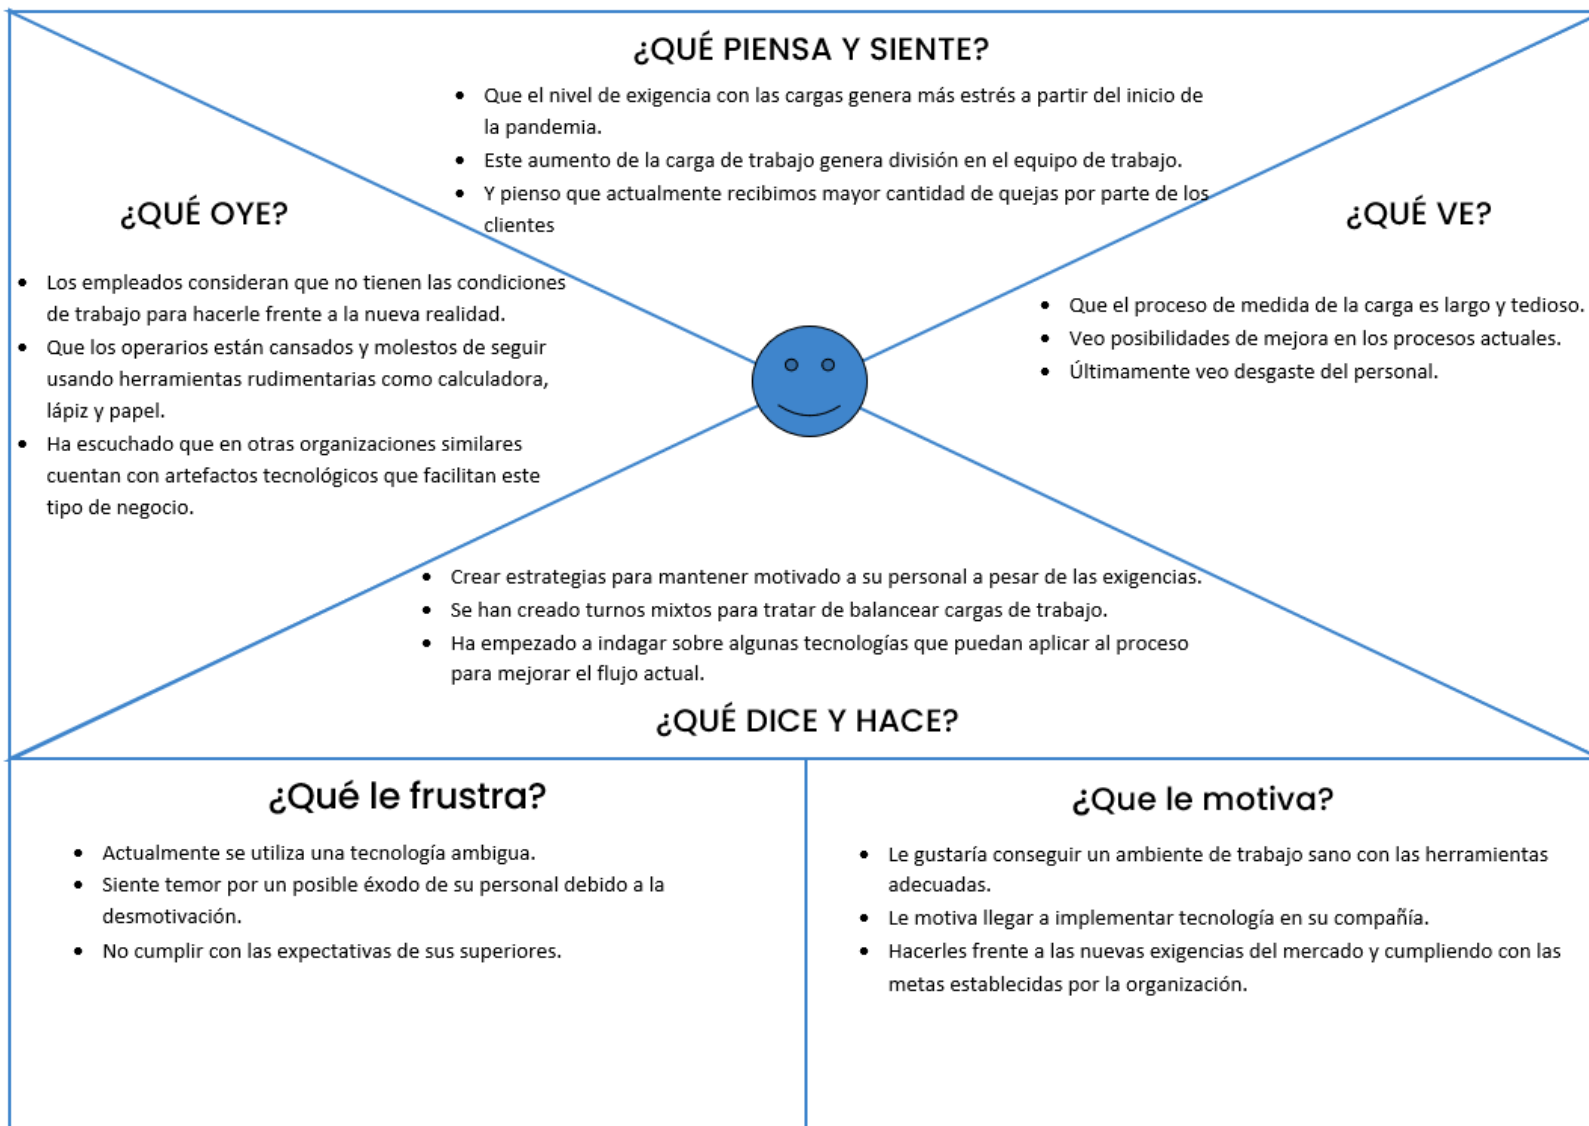 ¿QUÉ PIENSA Y SIENTE?
• Que el nivel de exigencia con las cargas genera más estrés a partir del inicio de
la pandemia.
• Este aumento de la carga de trabajo genera división en el equipo de trabajo.
• Y pienso que actualmente recibimos mayor cantidad de quejas por parte de los
clientes
¿QUÉ OYE?
• Los empleados consideran que no tienen las condiciones
de trabajo para hacerle frente a la nueva realidad.
• Que los operarios están cansados y molestos de seguir
usando herramientas rudimentarias como calculadora,
lápiz y papel.
• Ha escuchado que en otras organizaciones similares
cuentan con artefactos tecnológicos que facilitan este
tipo de negocio.
¿QUÉ VE?
• Que el proceso de medida de la carga es largo y tedioso.
• Veo posibilidades de mejora en los procesos actuales.
• Últimamente veo desgaste del personal.
• Crear estrategias para mantener motivado a su personal a pesar de las exigencias.
• Se han creado turnos mixtos para tratar de balancear cargas de trabajo.
• Ha empezado a indagar sobre algunas tecnologías que puedan aplicar al proceso
para mejorar el flujo actual.
¿QUÉ DICE Y HACE?
¿Qué le frustra?
• Actualmente se utiliza una tecnología ambigua.
• Siente temor por un posible éxodo de su personal debido a la
desmotivación.
• No cumplir con las expectativas de sus superiores.
¿Que le motiva?
• Le gustaría conseguir un ambiente de trabajo sano con las herramientas
adecuadas.
• Le motiva llegar a implementar tecnología en su compañía.
• Hacerles frente a las nuevas exigencias del mercado y cumpliendo con las
metas establecidas por la organización.